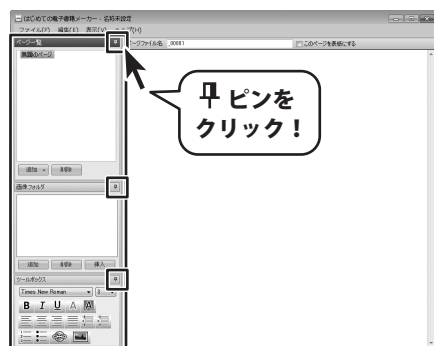 はじめての電子書籍メーカー - 名称未設定
ファイル(F) 編集(E) 表示(V) ヘルプ(H)
ページ一覧
ページファイル名 _00001 このページを表紙にする
無題のページ
ピンを
クリック！
追加 削除
画像フォルダ
追加 削除 挿入
ツールボックス
Times New Roman 3
B I U A A